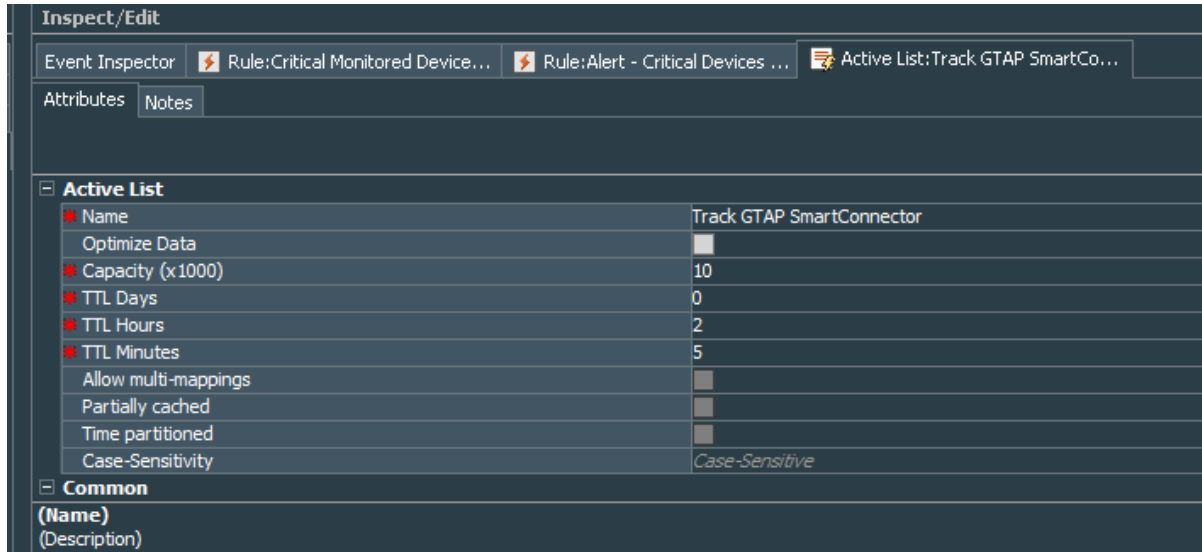 Inspect/Edit
Event Inspector Rule:Critical Monitored Device... Rule:Alert - Critical Devices ... Active List:Track GTAP SmartCo...
Attributes Notes
Active List
Name Track GTAP SmartConnector
Optimize Data
Capacity (x1000) 10
TTL Days 0
TTL Hours 2
TTL Minutes 5
Allow multi-mappings
Partially cached
Time partitioned
Case-Sensitivity Case-Sensitive
Common
(Name)
(Description)